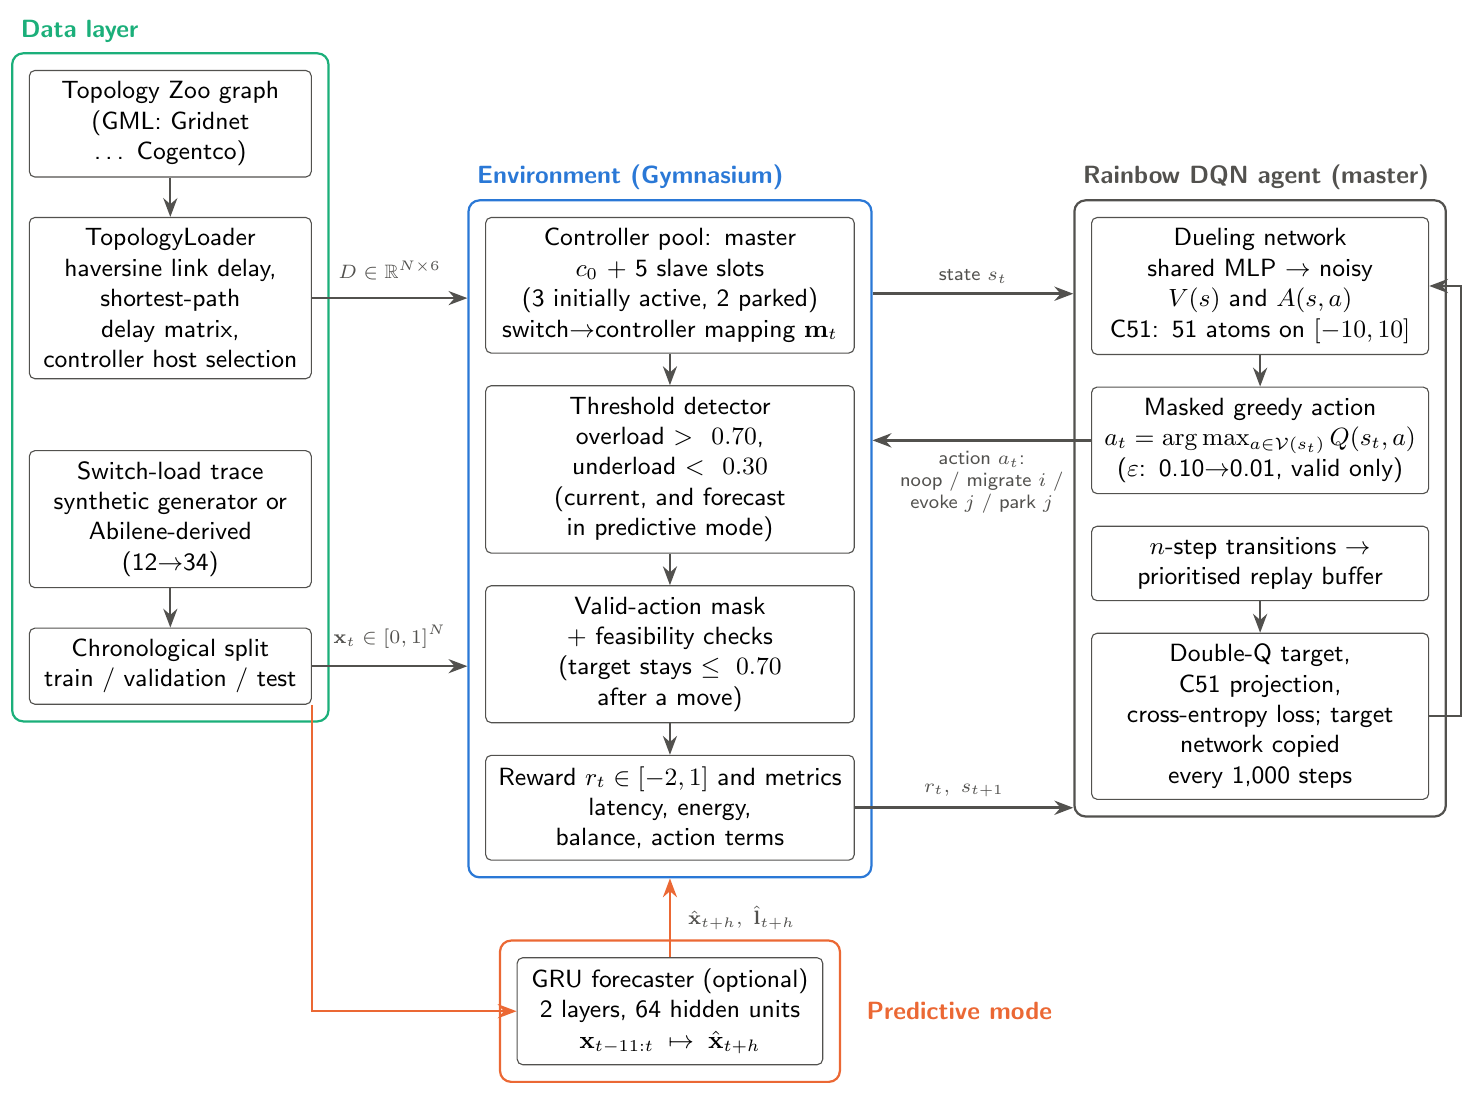 Data layer
Topology Zoo graph
(GML: Gridnet
... Cogentco)
TopologyLoader
haversine link delay,
shortest-path
delay matrix,
controller host selection
Switch-load trace
synthetic generator or
Abilene-derived
(12→34)
Chronological split
train / validation / test
D ∈ ℝ^{N×6}
x_t ∈ [0, 1]^N
Environment (Gymnasium)
Controller pool: master
c_0 + 5 slave slots
(3 initially active, 2 parked)
switch→controller mapping m_t
Threshold detector
overload > 0.70,
underload < 0.30
(current, and forecast
in predictive mode)
Valid-action mask
+ feasibility checks
(target stays ≤ 0.70
after a move)
Reward r_t ∈ [−2, 1] and metrics
latency, energy,
balance, action terms
state s_t
action a_t:
noop / migrate i /
evoke j / park j
r_t, s_{t+1}
Rainbow DQN agent (master)
Dueling network
shared MLP → noisy
V(s) and A(s, a)
C51: 51 atoms on [−10, 10]
Masked greedy action
a_t = arg max_{a∈𝒱(s_t)} Q(s_t, a)
(ε: 0.10→0.01, valid only)
n-step transitions →
prioritised replay buffer
Double-Q target,
C51 projection,
cross-entropy loss; target
network copied
every 1,000 steps
x̂_{t+h}, l̂_{t+h}
GRU forecaster (optional)
2 layers, 64 hidden units
x_{t−11:t} ↦ x̂_{t+h}
Predictive mode